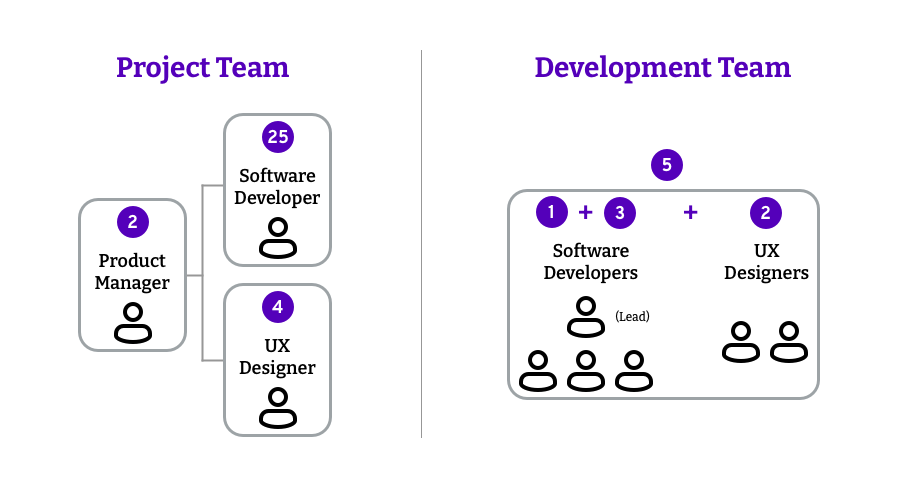 Project Team
2
Product
Manager
25
Software
Developer
4
UX
Designer
Development Team
5
1 + 3 + 2
Software
Developers
(Lead)
UX
Designers